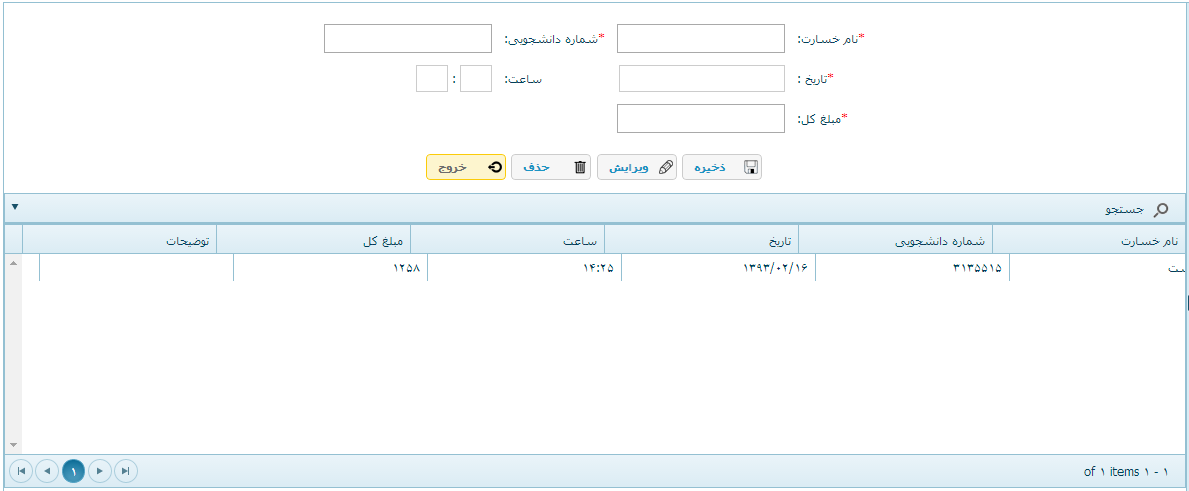 *نام خسارت: *شماره دانشجویی:
*تاریخ : ساعت: :
*مبلغ کل:
ذخیره ویرایش حذف خروج
جستجو
نام خسارت شماره دانشجویی تاریخ ساعت مبلغ کل توضیحات
۳۱۳۵۵۱۵ ۱۳۹۳/۰۲/۱۶ ۱۴:۲۵ ۱۲۵۸
۱ - ۱ of ۱ items ۱